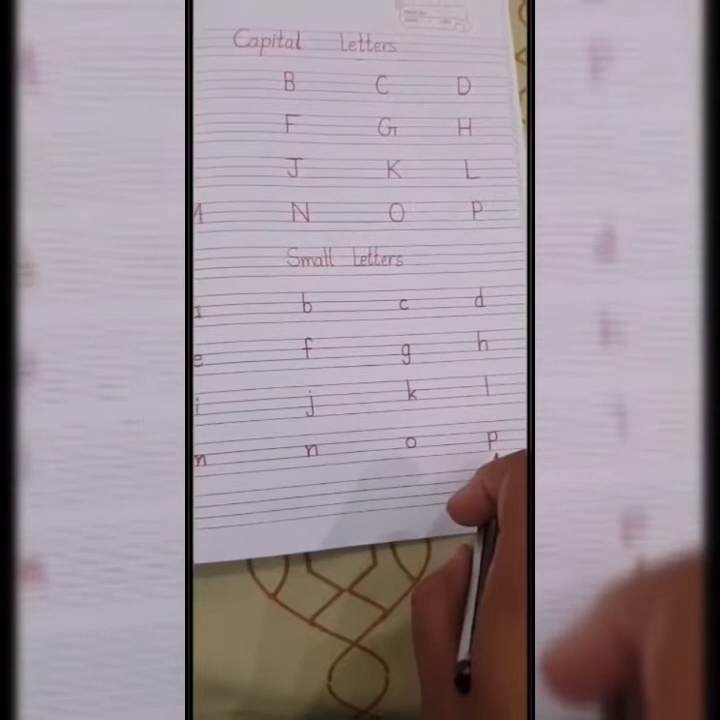 Capital Letters
B C D
F G H
J K L
M N O P
Small Letters
a b c d
e f g h
i j k l
m n o p